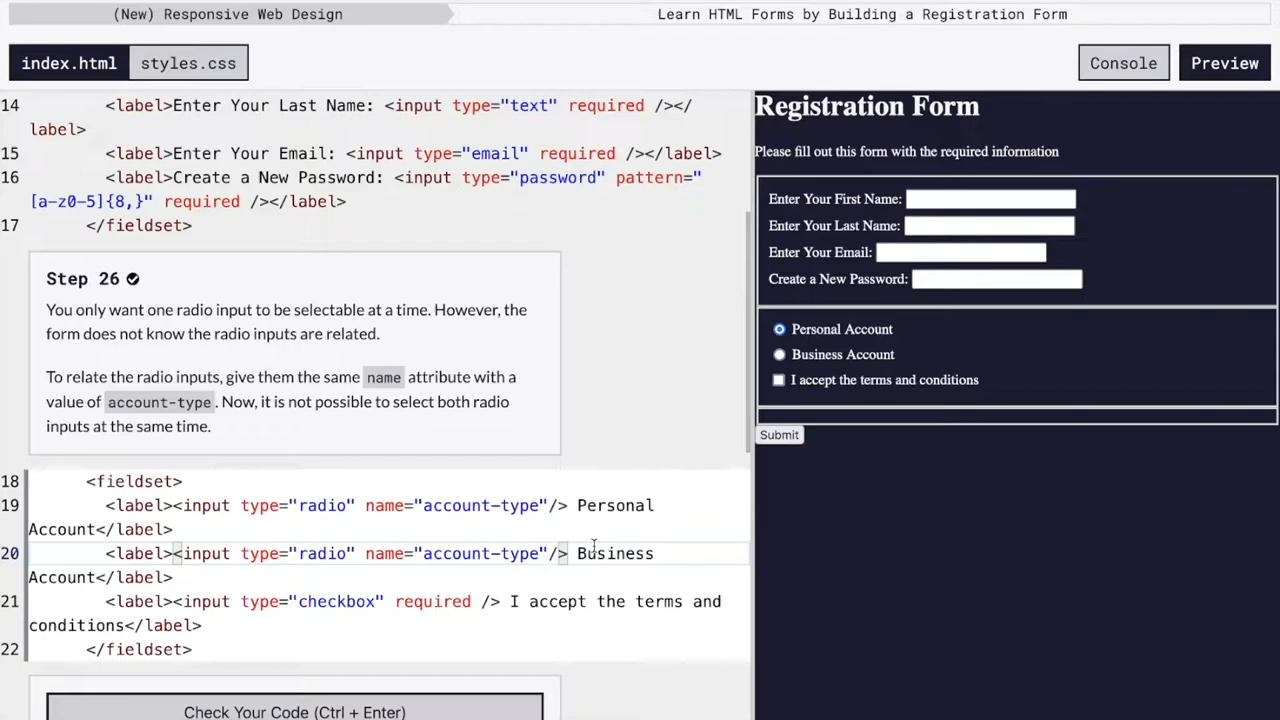 (New) Responsive Web Design
Learn HTML Forms by Building a Registration Form
index.html
styles.css
Console
Preview
14 <label>Enter Your Last Name: <input type="text" required /></
label>
15 <label>Enter Your Email: <input type="email" required /></label>
16 <label>Create a New Password: <input type="password" pattern="
[a-z0-5]{8,}" required /></label>
17 </fieldset>
Step 26
You only want one radio input to be selectable at a time. However, the
form does not know the radio inputs are related.
To relate the radio inputs, give them the same name attribute with a
value of account-type. Now, it is not possible to select both radio
inputs at the same time.
18 <fieldset>
19 <label><input type="radio" name="account-type"/> Personal
Account</label>
20 <label><input type="radio" name="account-type"/> Business
Account</label>
21 <label><input type="checkbox" required /> I accept the terms and
conditions</label>
22 </fieldset>
Check Your Code (Ctrl + Enter)
Registration Form
Please fill out this form with the required information
Enter Your First Name:
Enter Your Last Name:
Enter Your Email:
Create a New Password:
Personal Account
Business Account
I accept the terms and conditions
Submit